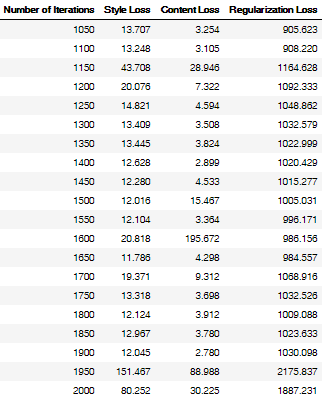 Number of Iterations Style Loss Content Loss Regularization Loss
1050 13.707 3.254 905.623
1100 13.248 3.105 908.220
1150 43.708 28.946 1164.628
1200 20.076 7.322 1092.333
1250 14.821 4.594 1048.862
1300 13.409 3.508 1032.579
1350 13.445 3.824 1022.999
1400 12.628 2.899 1020.429
1450 12.280 4.533 1015.277
1500 12.016 15.467 1005.031
1550 12.104 3.364 996.171
1600 20.818 195.672 986.156
1650 11.786 4.298 984.557
1700 19.371 9.312 1068.916
1750 13.318 3.698 1032.526
1800 12.124 3.912 1009.088
1850 12.967 3.780 1023.633
1900 12.045 2.780 1030.098
1950 151.467 88.988 2175.837
2000 80.252 30.225 1887.231